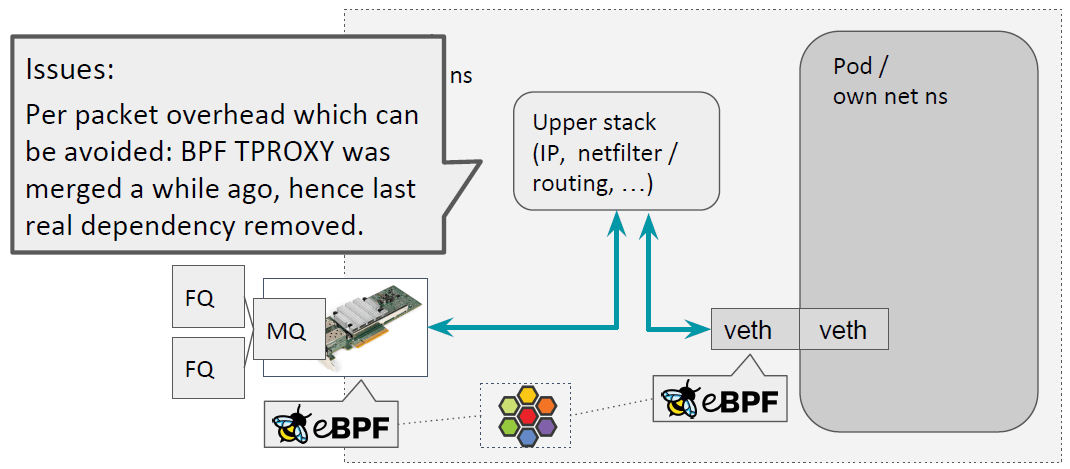 Issues:
Per packet overhead which can
be avoided: BPF TPROXY was
merged a while ago, hence last
real dependency removed.
ns
Upper stack
(IP, netfilter /
routing, …)
Pod /
own net ns
FQ
MQ
FQ
veth
veth
eBPF
eBPF